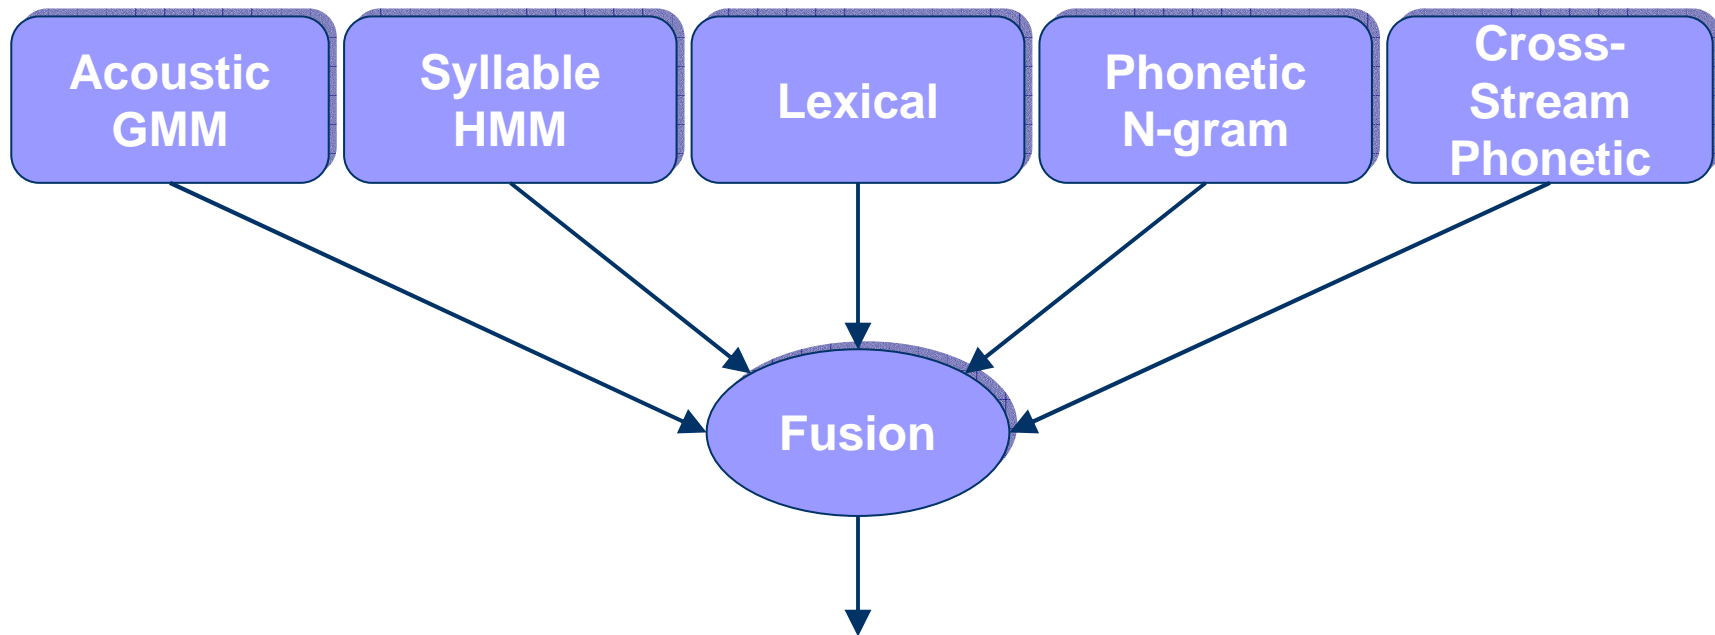 Acoustic
GMM
Syllable
HMM
Lexical
Phonetic
N-gram
Cross-
Stream
Phonetic
Fusion